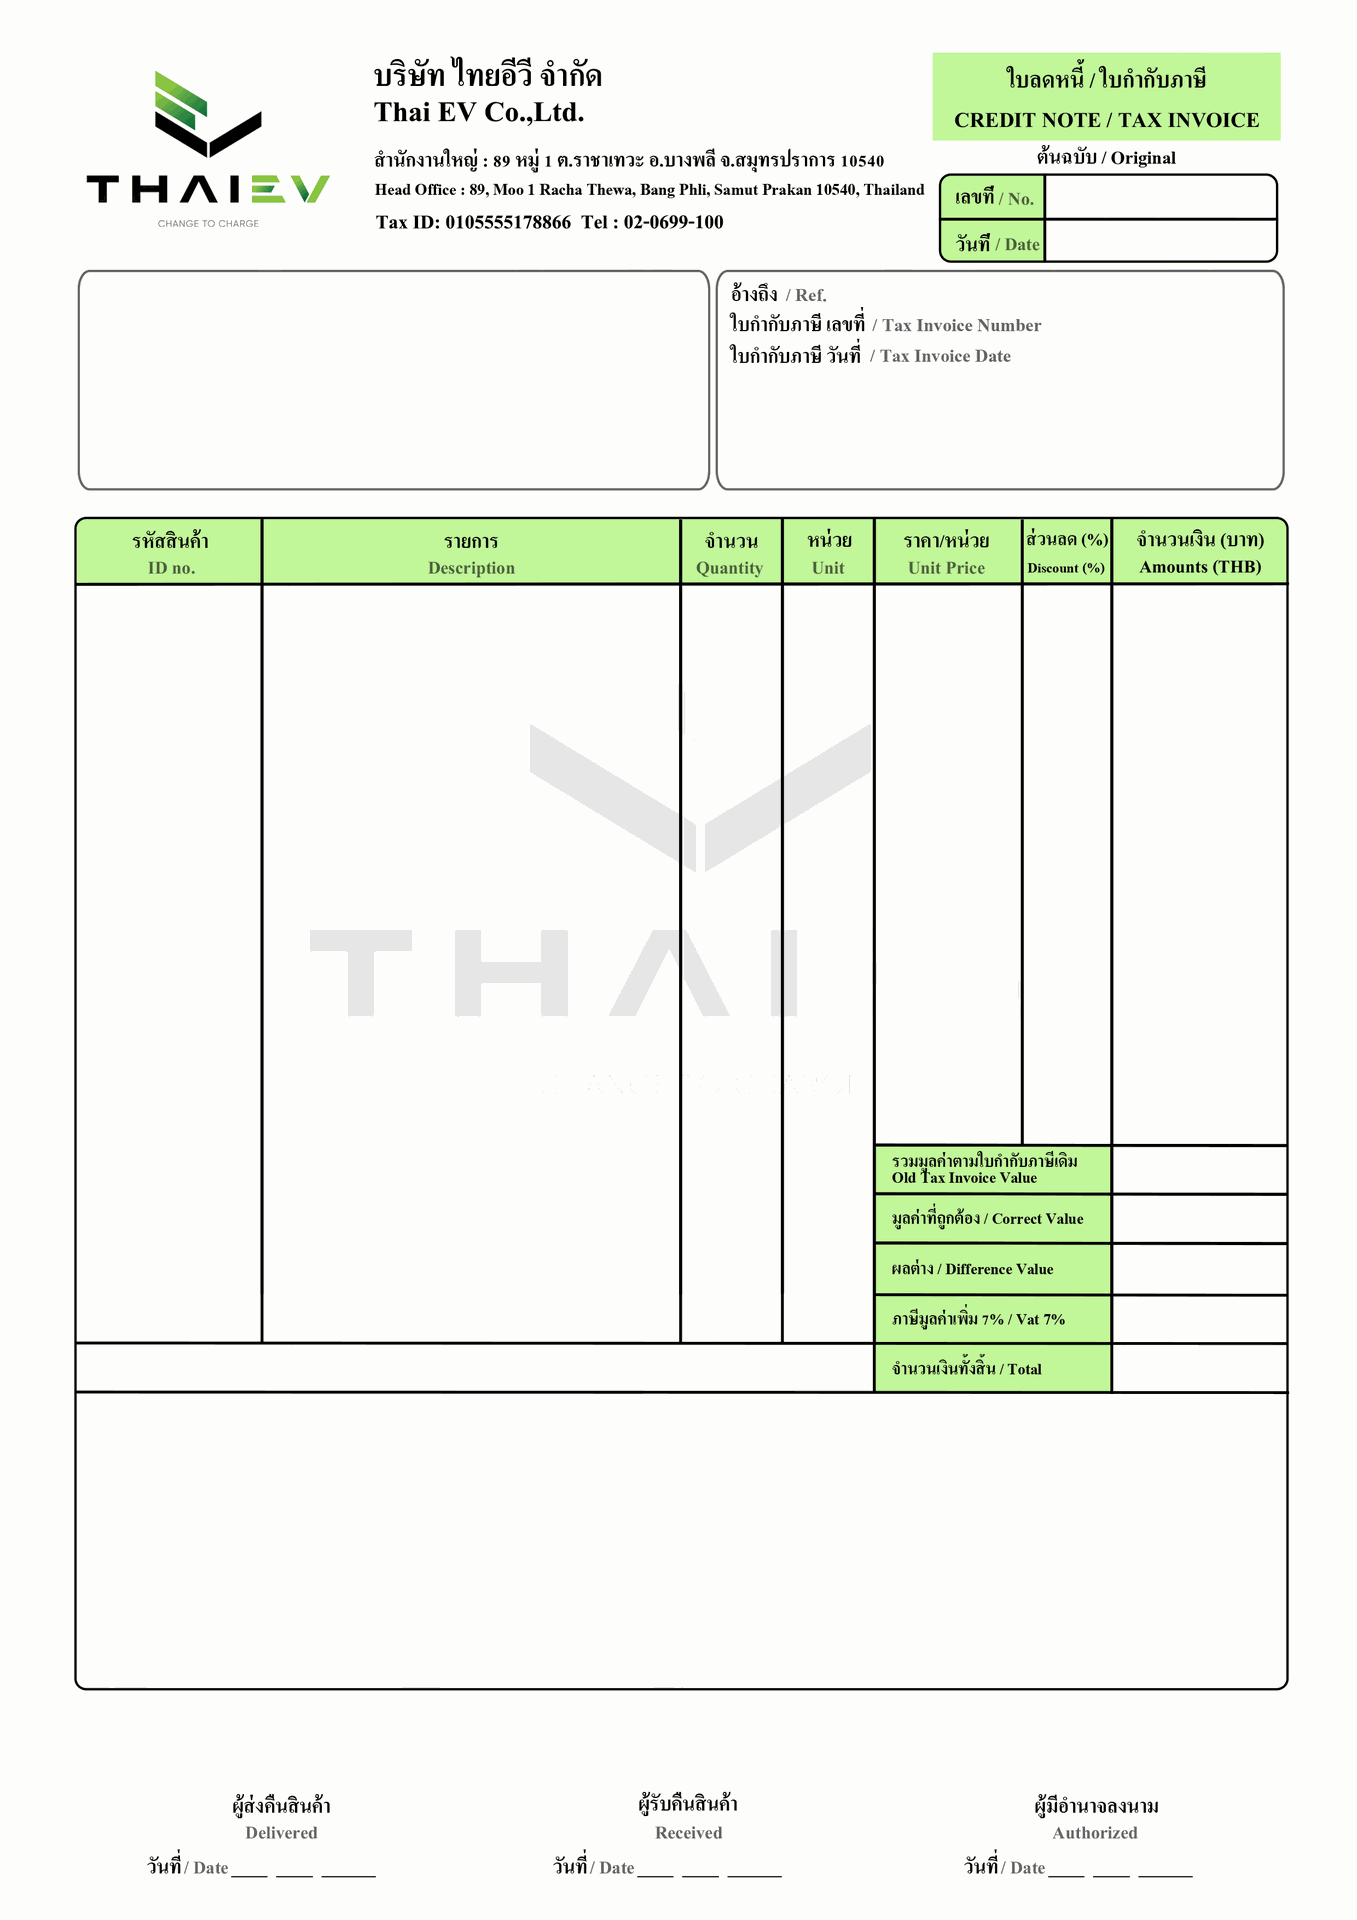 THAIEV
CHANGE TO CHARGE
บริษัท ไทยอีวี จำกัด
Thai EV Co.,Ltd.
สำนักงานใหญ่ : 89 หมู่ 1 ต.ราชาเทวะ อ.บางพลี จ.สมุทรปราการ 10540
Head Office : 89, Moo 1 Racha Thewa, Bang Phli, Samut Prakan 10540, Thailand
Tax ID: 0105555178866 Tel : 02-0699-100
ใบลดหนี้ / ใบกำกับภาษี
CREDIT NOTE / TAX INVOICE
ต้นฉบับ / Original
เลขที่ / No.
วันที่ / Date
อ้างถึง / Ref.
ใบกำกับภาษี เลขที่ / Tax Invoice Number
ใบกำกับภาษี วันที่ / Tax Invoice Date
รหัสสินค้า รายการ จำนวน หน่วย ราคา/หน่วย ส่วนลด (%) จำนวนเงิน (บาท)
ID no. Description Quantity Unit Unit Price Discount (%) Amounts (THB)
THAI
รวมมูลค่าตามใบกำกับภาษีเดิม
Old Tax Invoice Value
มูลค่าที่ถูกต้อง / Correct Value
ผลต่าง / Difference Value
ภาษีมูลค่าเพิ่ม 7% / Vat 7%
จำนวนเงินทั้งสิ้น / Total
ผู้ส่งคืนสินค้า ผู้รับคืนสินค้า ผู้มีอำนาจลงนาม
Delivered Received Authorized
วันที่ / Date ____ ____ ______ วันที่ / Date ____ ____ ______ วันที่ / Date ____ ____ ______